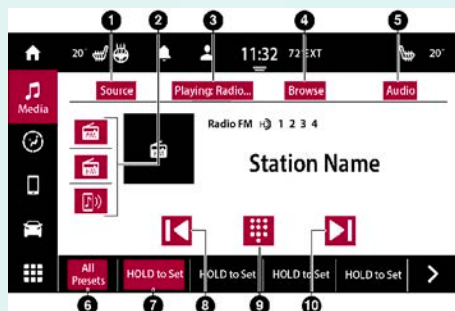 1 2 3 4 5
20° 11:32 72°EXT 20°
Media
Source Playing: Radio... Browse Audio
Radio FM HD 1 2 3 4
Station Name
All Presets HOLD to Set HOLD to Set HOLD to Set HOLD to Set
6 7 8 9 10